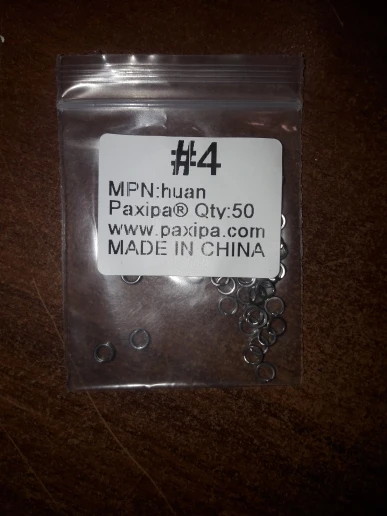 #4
MPN:huan
Paxipa® Qty:50
www.paxipa.com
MADE IN CHINA